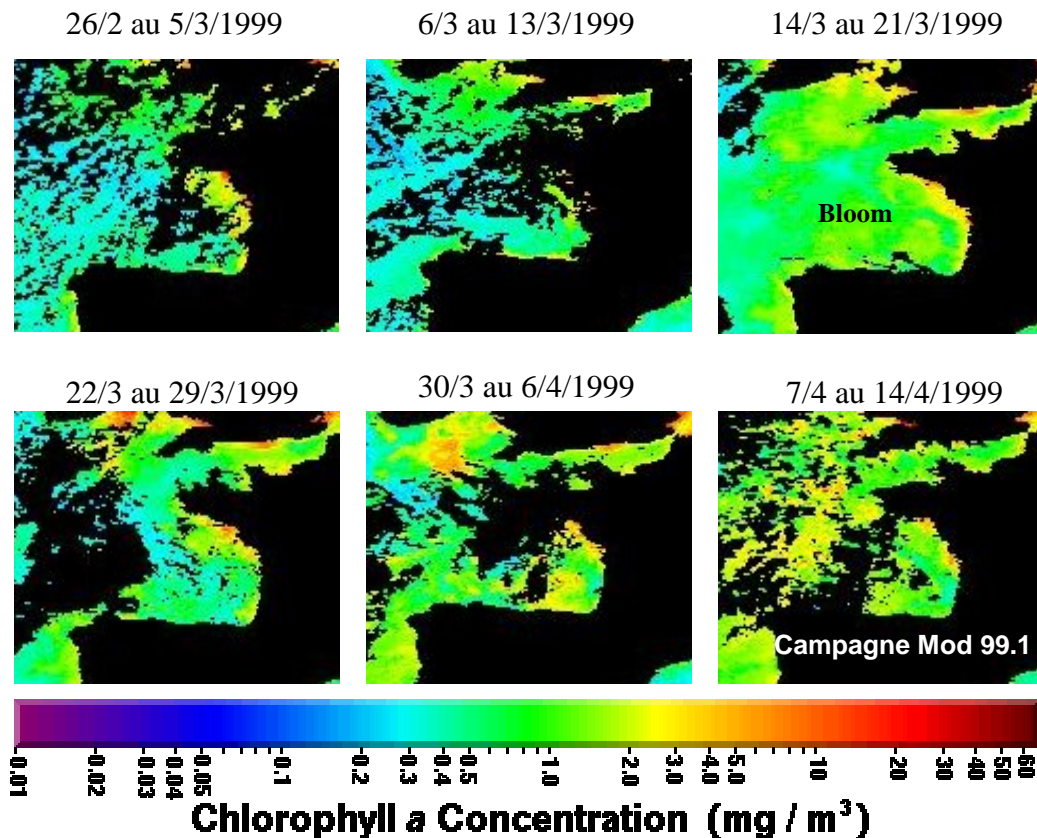 26/2 au 5/3/1999
6/3 au 13/3/1999
14/3 au 21/3/1999
Bloom
22/3 au 29/3/1999
30/3 au 6/4/1999
7/4 au 14/4/1999
Campagne Mod 99.1
0.01 0.02 0.03 0.04 0.05 0.1 0.2 0.3 0.4 0.5 1.0 2.0 3.0 4.0 5.0 10 20 30 40 50 60
Chlorophyll a Concentration (mg / m³)